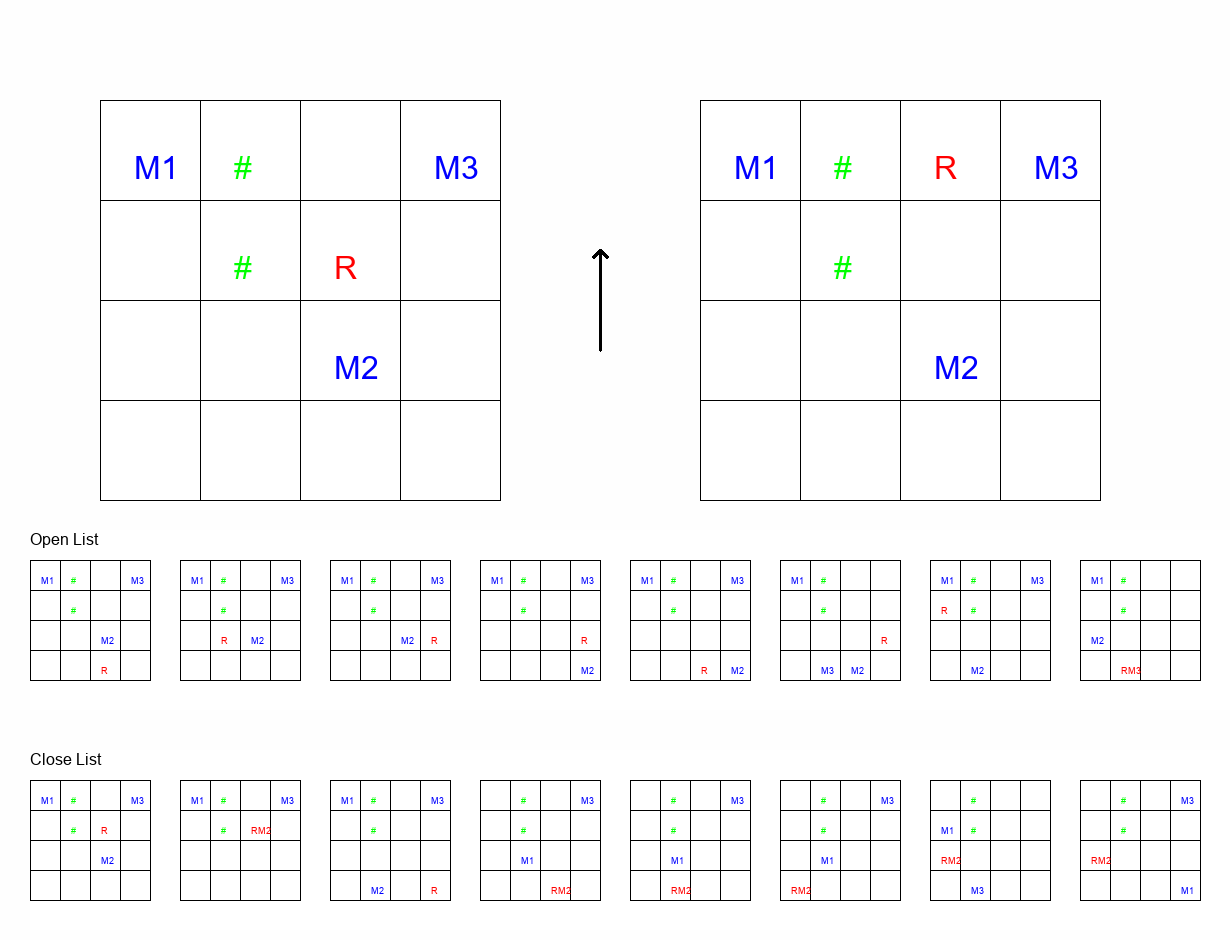 M1 # M3 M1 # R M3
# R #
M2 M2
Open List
M1 # M3 M1 # M3 M1 # M3 M1 # M3 M1 # M3 M1 # M1 # M3 M1 #
# # # # # # R # #
M2 R M2 M2 R R R M2
R M2 R M2 M3 M2 M2 RM3
Close List
M1 # M3 M1 # M3 M1 # M3 # M3 # M3 # M3 # # M3
# R # RM2 # # # # M1 # #
M2 M1 M1 M1 RM2 RM2
M2 R RM2 RM2 RM2 M3 M1